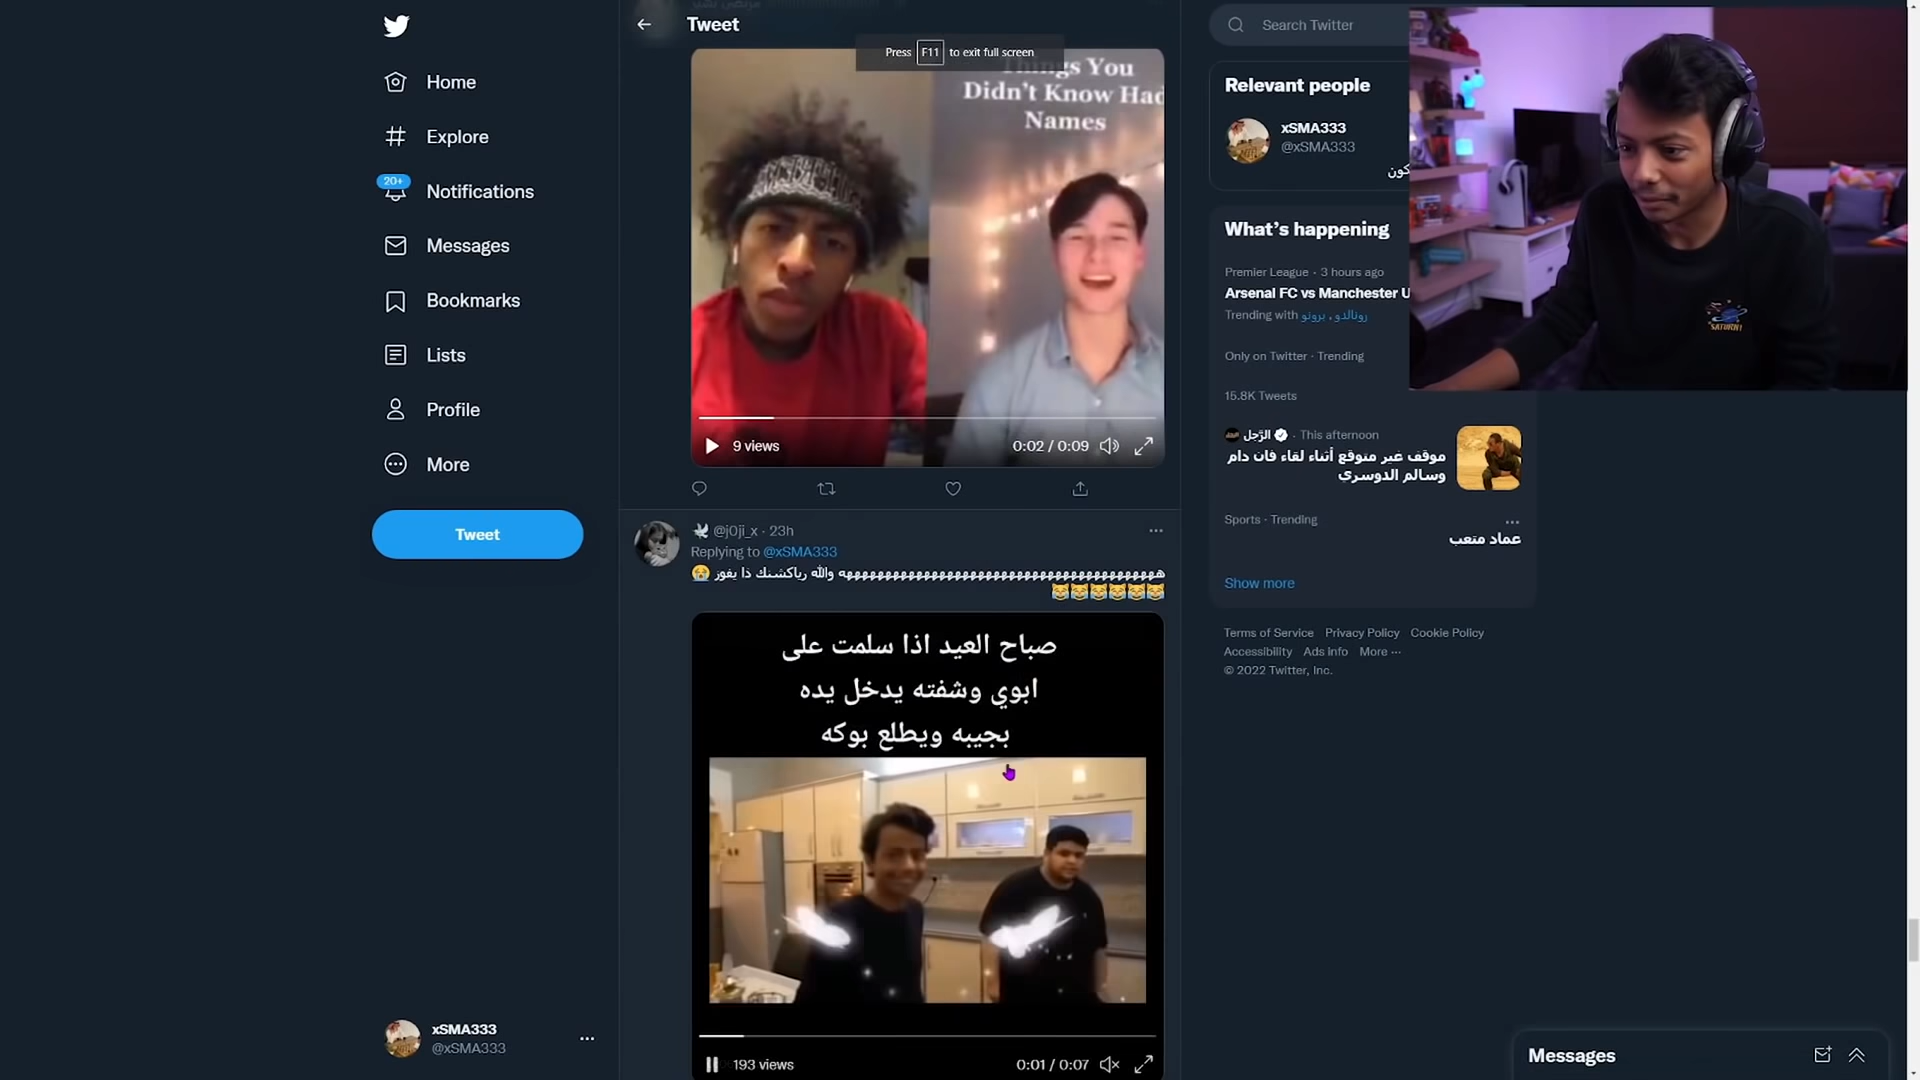 Tweet
Press F11 to exit full screen
Things You
Didn't Know Had
Names
9 views
0:02 / 0:09
@j0ji_x · 23h
Replying to @xSMA333
والله رياكشنك ذا يفوز 😭
😹😹😹😹😹😹
صباح العيد اذا سلمت على
ابوي وشفته يدخل يده
بجيبه ويطلع بوكه
193 views
0:01 / 0:07
Home
Explore
20+
Notifications
Messages
Bookmarks
Lists
Profile
More
Tweet
xSMA333
@xSMA333
Search Twitter
Relevant people
xSMA333
@xSMA333
What's happening
Premier League · 3 hours ago
Arsenal FC vs Manchester U
Trending with رونالدو ، برونو
Only on Twitter · Trending
15.8K Tweets
الرّجل · This afternoon
موقف غير متوقع أثناء لقاء فان دام
وسالم الدوسري
Sports · Trending
عماد متعب
Show more
Terms of Service Privacy Policy Cookie Policy
Accessibility Ads info More ···
© 2022 Twitter, Inc.
SATURN
Messages